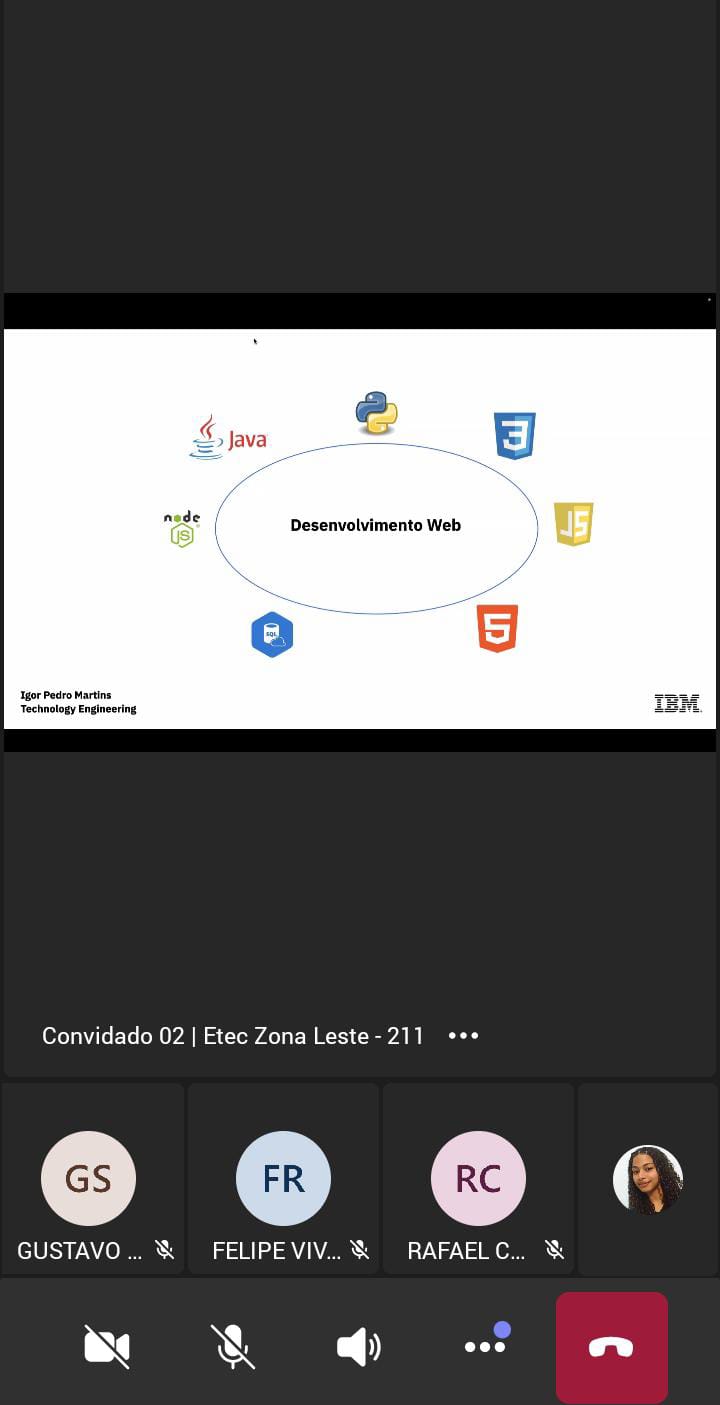 Java
node
JS
3
JS
Desenvolvimento Web
SQL
5
Igor Pedro Martins
Technology Engineering
IBM
Convidado 02 | Etec Zona Leste - 211
GS
FR
RC
GUSTAVO ...
FELIPE VIV...
RAFAEL C...